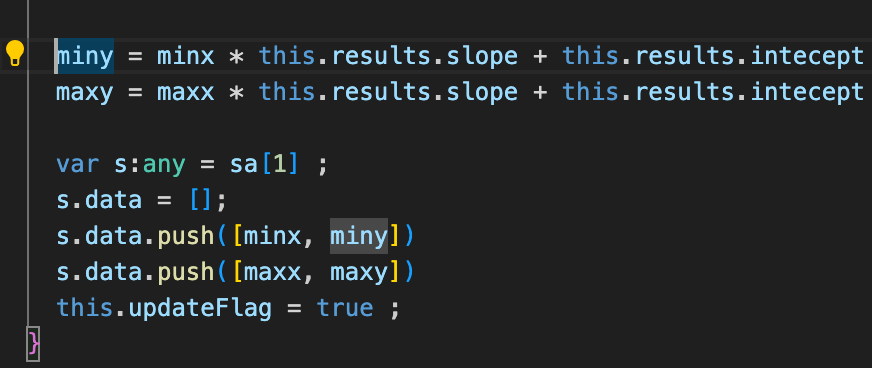 miny = minx * this.results.slope + this.results.intecept
maxy = maxx * this.results.slope + this.results.intecept
var s:any = sa[1] ;
s.data = [];
s.data.push([minx, miny])
s.data.push([maxx, maxy])
this.updateFlag = true ;
}